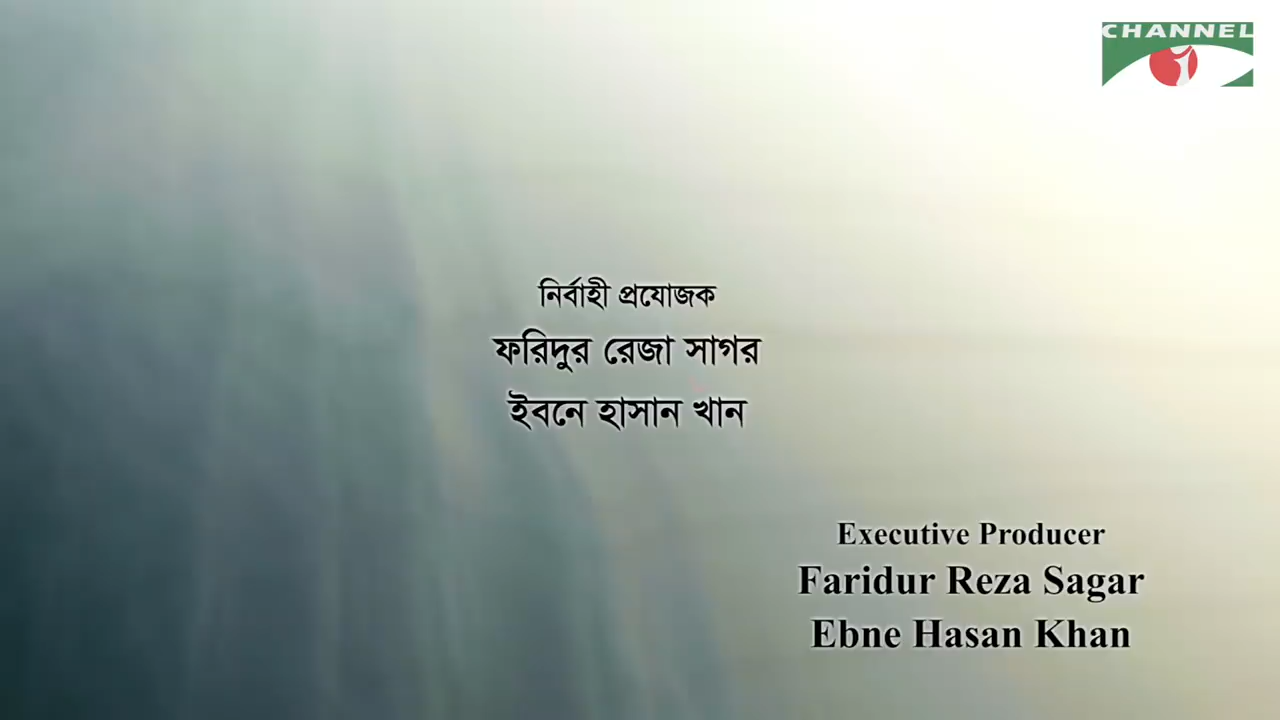 CHANNEL
i
নির্বাহী প্রযোজক
ফরিদুর রেজা সাগর
ইবনে হাসান খান
Executive Producer
Faridur Reza Sagar
Ebne Hasan Khan